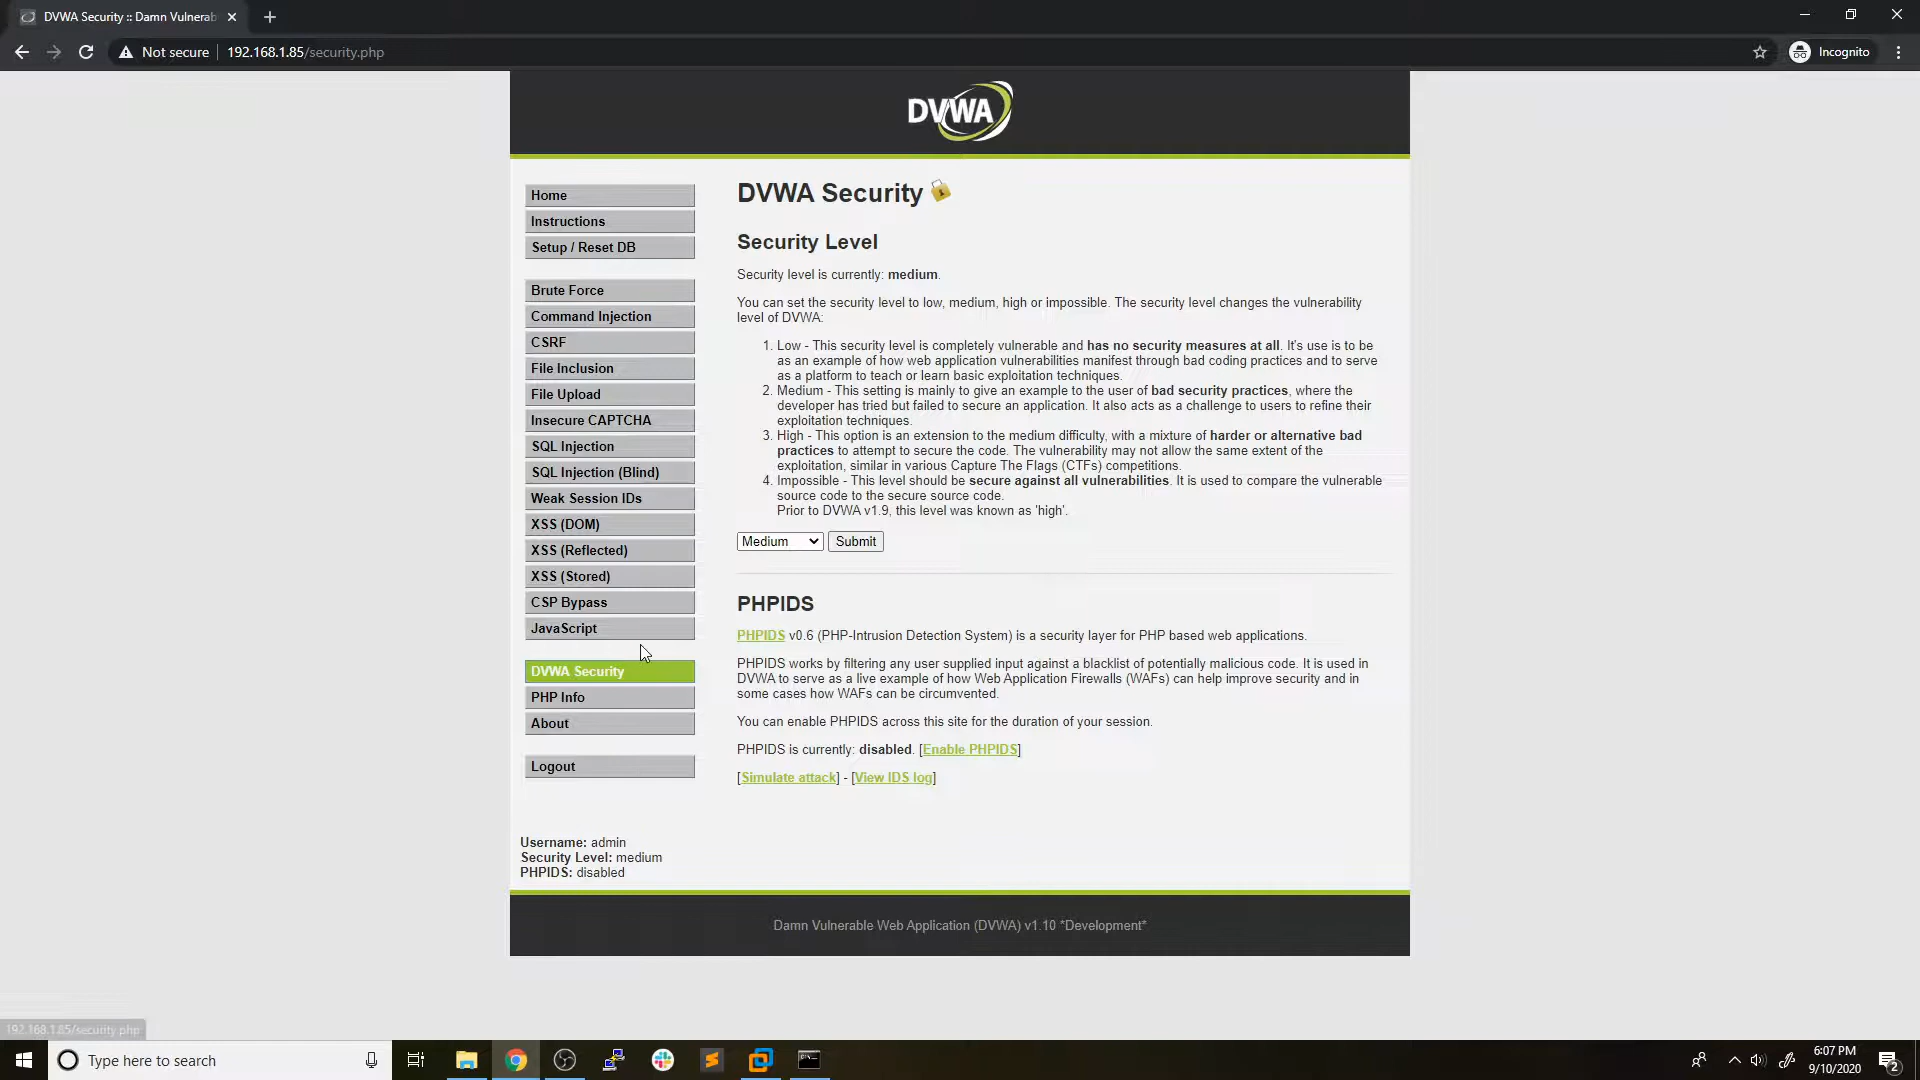 DVWA Security :: Damn Vulnerab
Not secure
192.168.1.85/security.php
Incognito
DVWA
Home
Instructions
Setup / Reset DB
Brute Force
Command Injection
CSRF
File Inclusion
File Upload
Insecure CAPTCHA
SQL Injection
SQL Injection (Blind)
Weak Session IDs
XSS (DOM)
XSS (Reflected)
XSS (Stored)
CSP Bypass
JavaScript
DVWA Security
PHP Info
About
Logout
DVWA Security
Security Level
Security level is currently: medium.
You can set the security level to low, medium, high or impossible. The security level changes the vulnerability
level of DVWA:
1. Low - This security level is completely vulnerable and has no security measures at all. It's use is to be
as an example of how web application vulnerabilities manifest through bad coding practices and to serve
as a platform to teach or learn basic exploitation techniques.
2. Medium - This setting is mainly to give an example to the user of bad security practices, where the
developer has tried but failed to secure an application. It also acts as a challenge to users to refine their
exploitation techniques.
3. High - This option is an extension to the medium difficulty, with a mixture of harder or alternative bad
practices to attempt to secure the code. The vulnerability may not allow the same extent of the
exploitation, similar in various Capture The Flags (CTFs) competitions.
4. Impossible - This level should be secure against all vulnerabilities. It is used to compare the vulnerable
source code to the secure source code.
Prior to DVWA v1.9, this level was known as 'high'.
Medium Submit
PHPIDS
PHPIDS v0.6 (PHP-Intrusion Detection System) is a security layer for PHP based web applications.
PHPIDS works by filtering any user supplied input against a blacklist of potentially malicious code. It is used in
DVWA to serve as a live example of how Web Application Firewalls (WAFs) can help improve security and in
some cases how WAFs can be circumvented.
You can enable PHPIDS across this site for the duration of your session.
PHPIDS is currently: disabled. [Enable PHPIDS]
[Simulate attack] - [View IDS log]
Username: admin
Security Level: medium
PHPIDS: disabled
Damn Vulnerable Web Application (DVWA) v1.10 *Development*
192.168.1.85/security.php
Type here to search
6:07 PM
9/10/2020
2